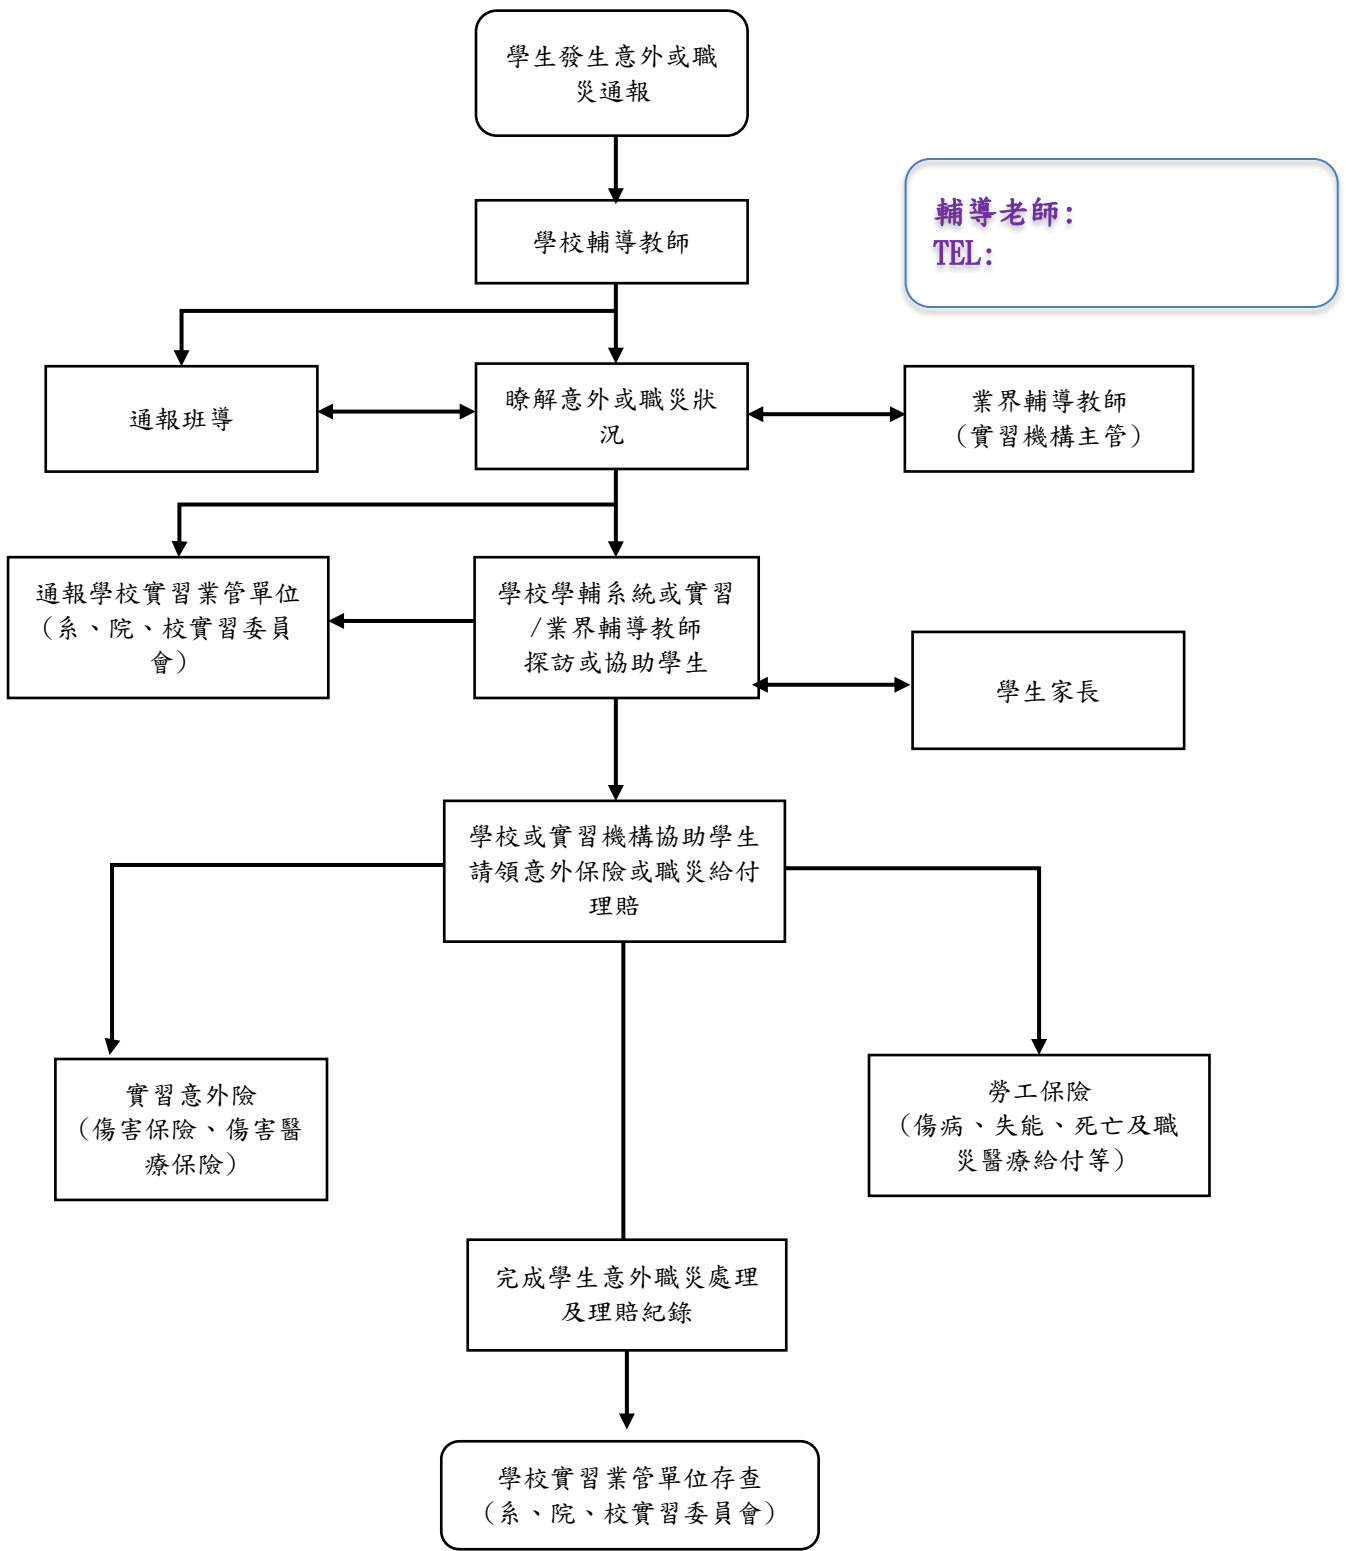 學生發生意外或職
災通報
輔導老師:
TEL:
學校輔導教師
通報班導
瞭解意外或職災狀
況
業界輔導教師
（實習機構主管）
通報學校實習業管單位
（系、院、校實習委員
會）
學校學輔系統或實習
/業界輔導教師
探訪或協助學生
學生家長
學校或實習機構協助學生
請領意外保險或職災給付
理賠
實習意外險
（傷害保險、傷害醫
療保險）
勞工保險
（傷病、失能、死亡及職
災醫療給付等）
完成學生意外職災處理
及理賠紀錄
學校實習業管單位存查
（系、院、校實習委員會）